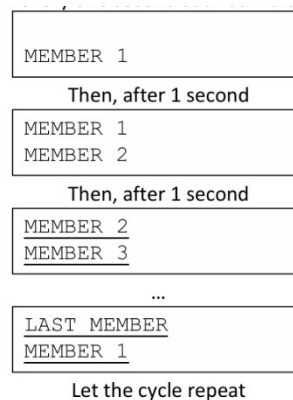 MEMBER 1
Then, after 1 second
MEMBER 1
MEMBER 2
Then, after 1 second
MEMBER 2
MEMBER 3
...
LAST MEMBER
MEMBER 1
Let the cycle repeat